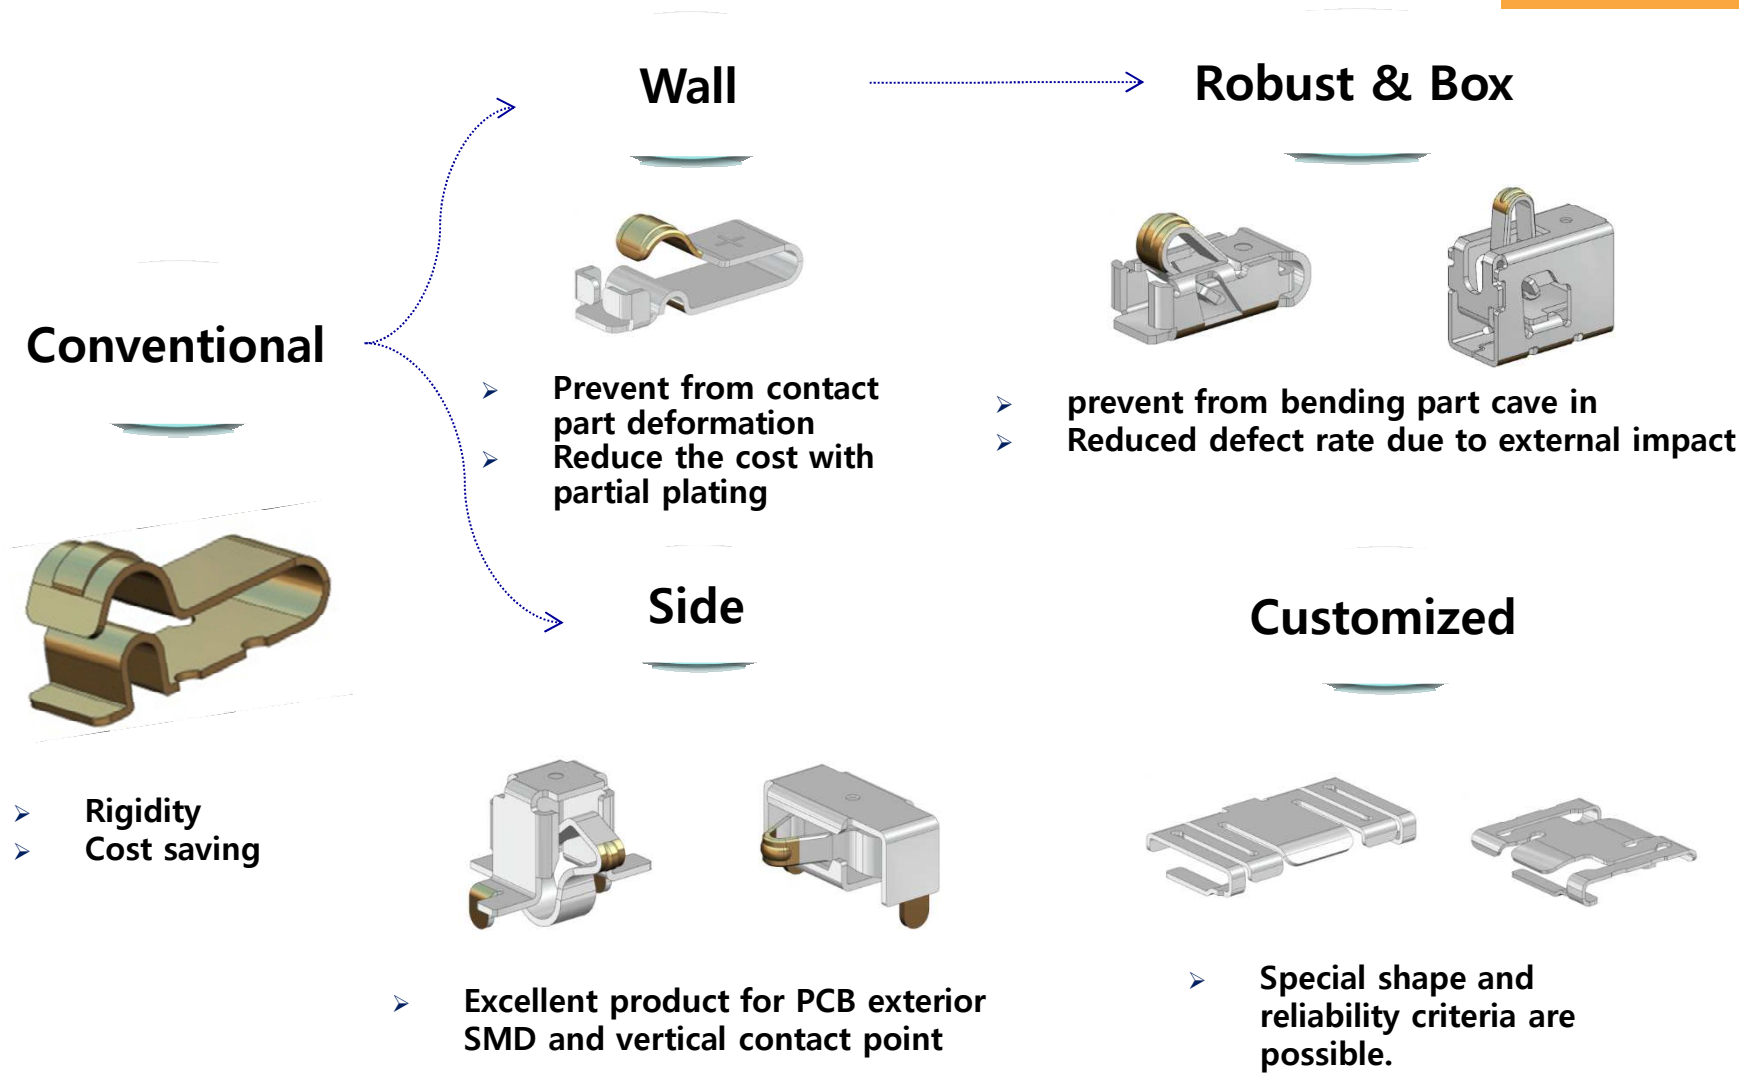 Conventional
Rigidity
Cost saving
Wall
Prevent from contact
part deformation
Reduce the cost with
partial plating
Robust & Box
prevent from bending part cave in
Reduced defect rate due to external impact
Side
Excellent product for PCB exterior
SMD and vertical contact point
Customized
Special shape and
reliability criteria are
possible.